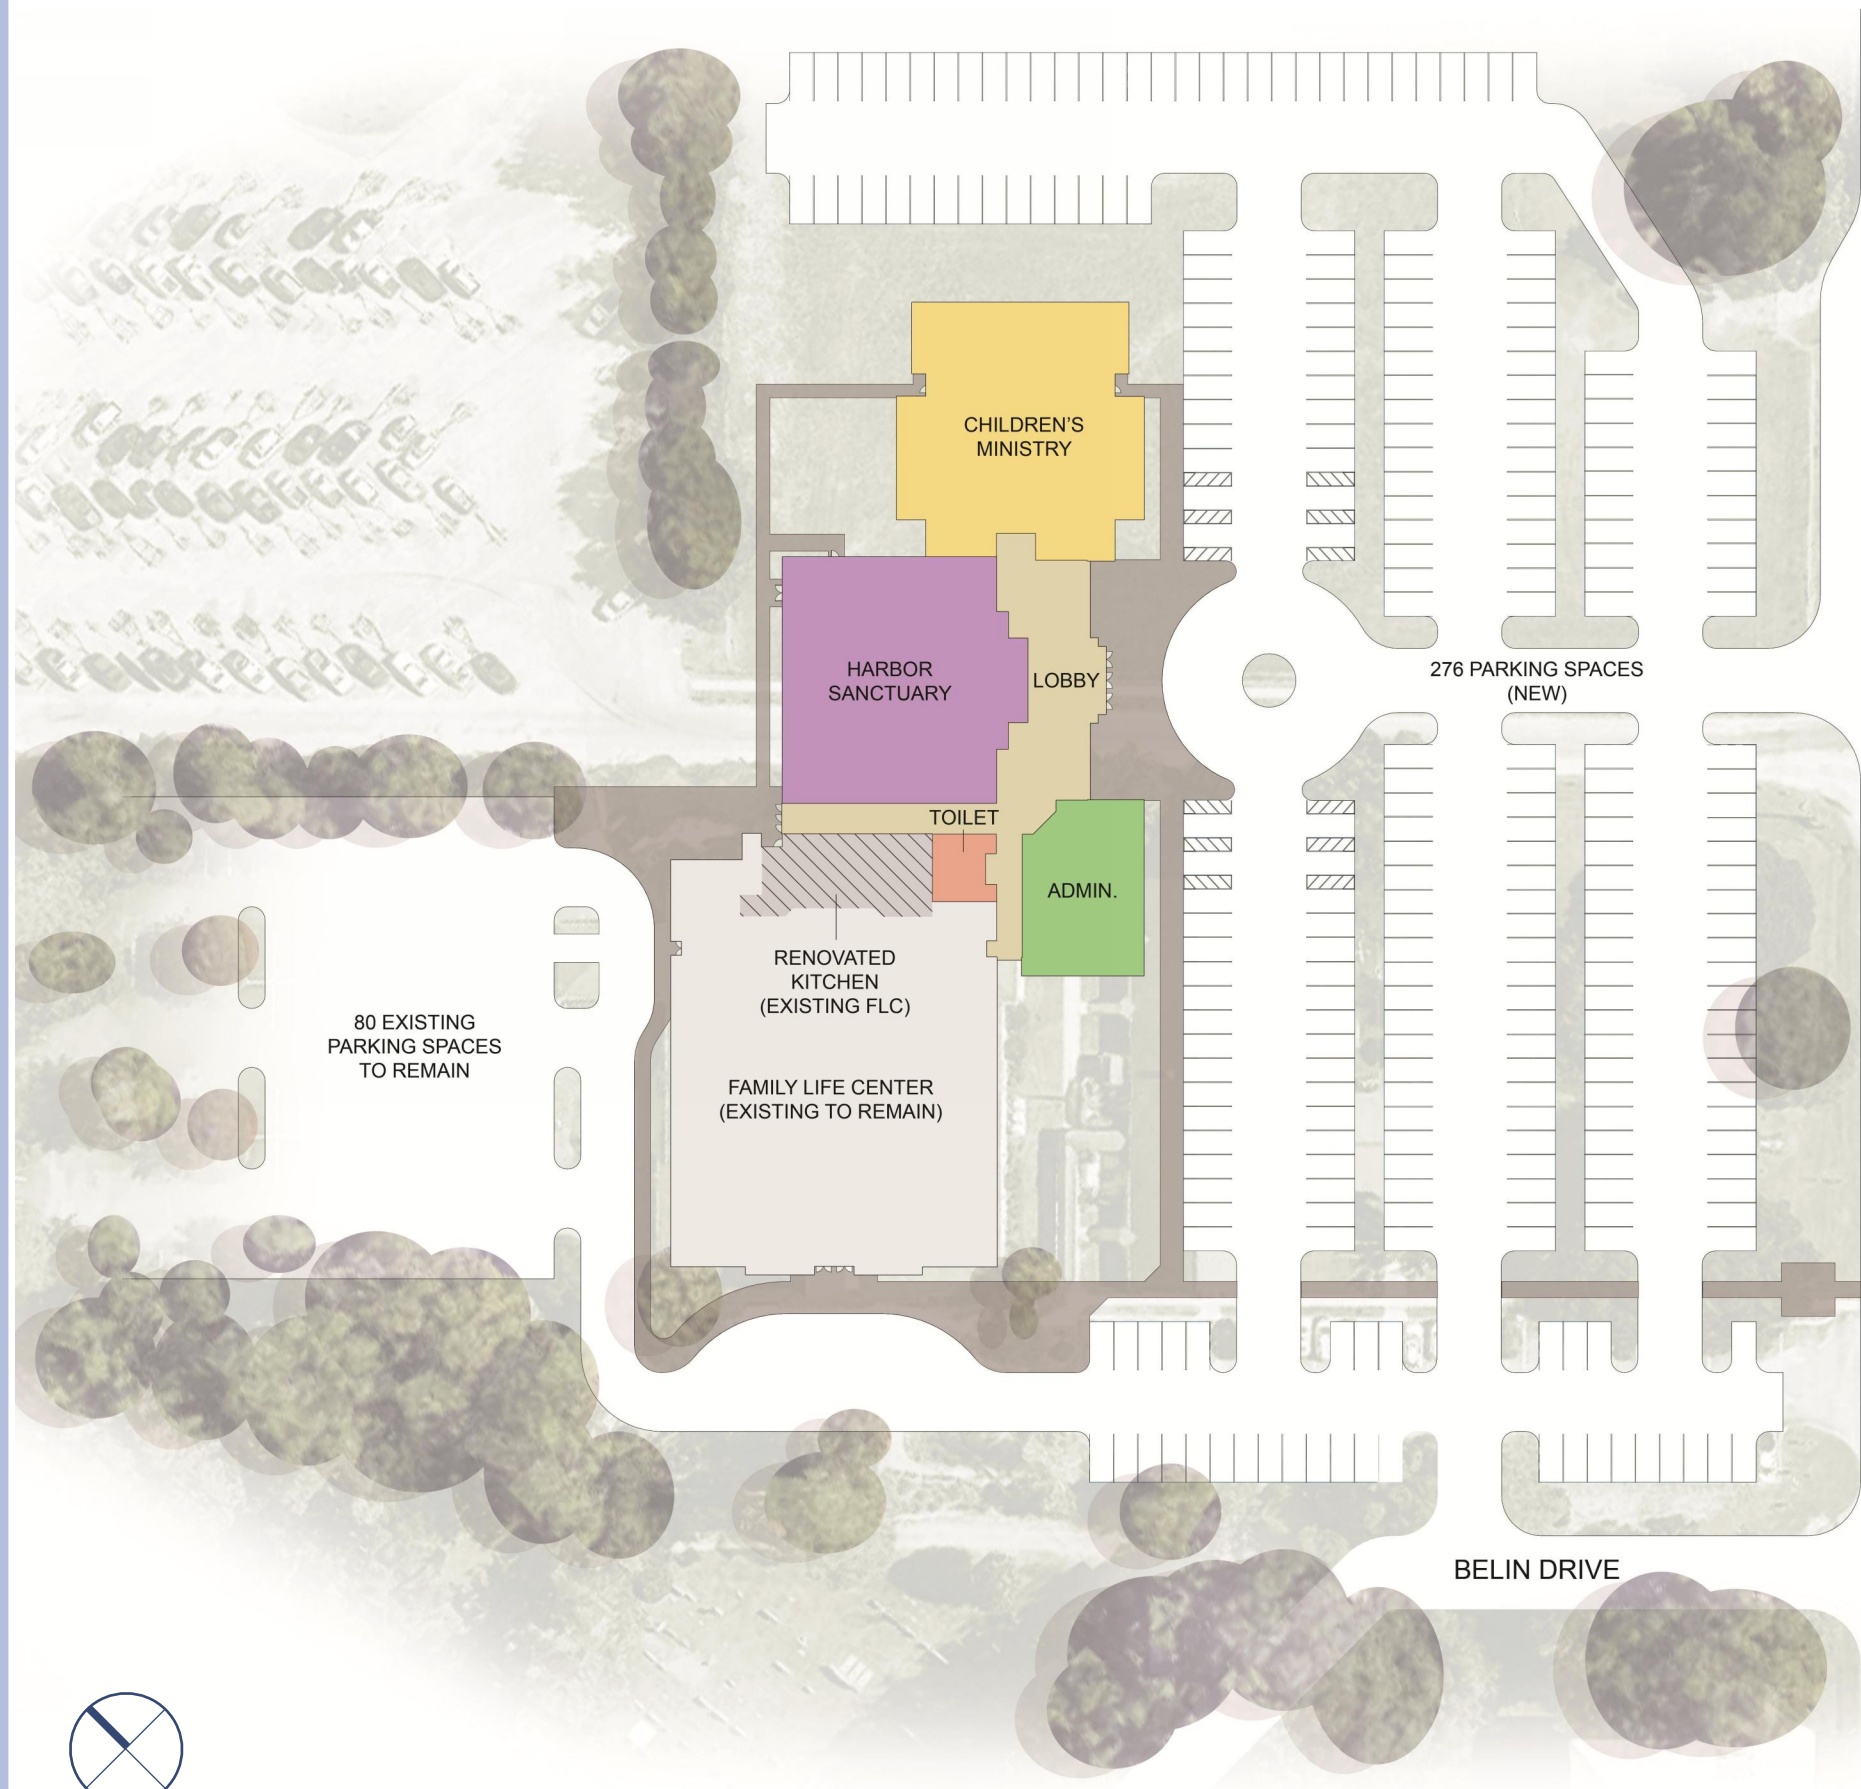 CHILDREN'S
MINISTRY
HARBOR
SANCTUARY
LOBBY
276 PARKING SPACES
(NEW)
TOILET
ADMIN.
RENOVATED
KITCHEN
(EXISTING FLC)
80 EXISTING
PARKING SPACES
TO REMAIN
FAMILY LIFE CENTER
(EXISTING TO REMAIN)
BELIN DRIVE